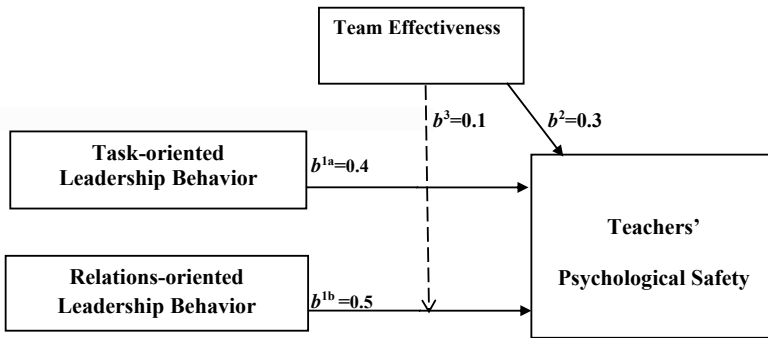 Team Effectiveness
b³=0.1
b²=0.3
Task-oriented
Leadership Behavior
b¹ᵃ=0.4
Teachers’
Psychological Safety
Relations-oriented
Leadership Behavior
b¹ᵇ=0.5